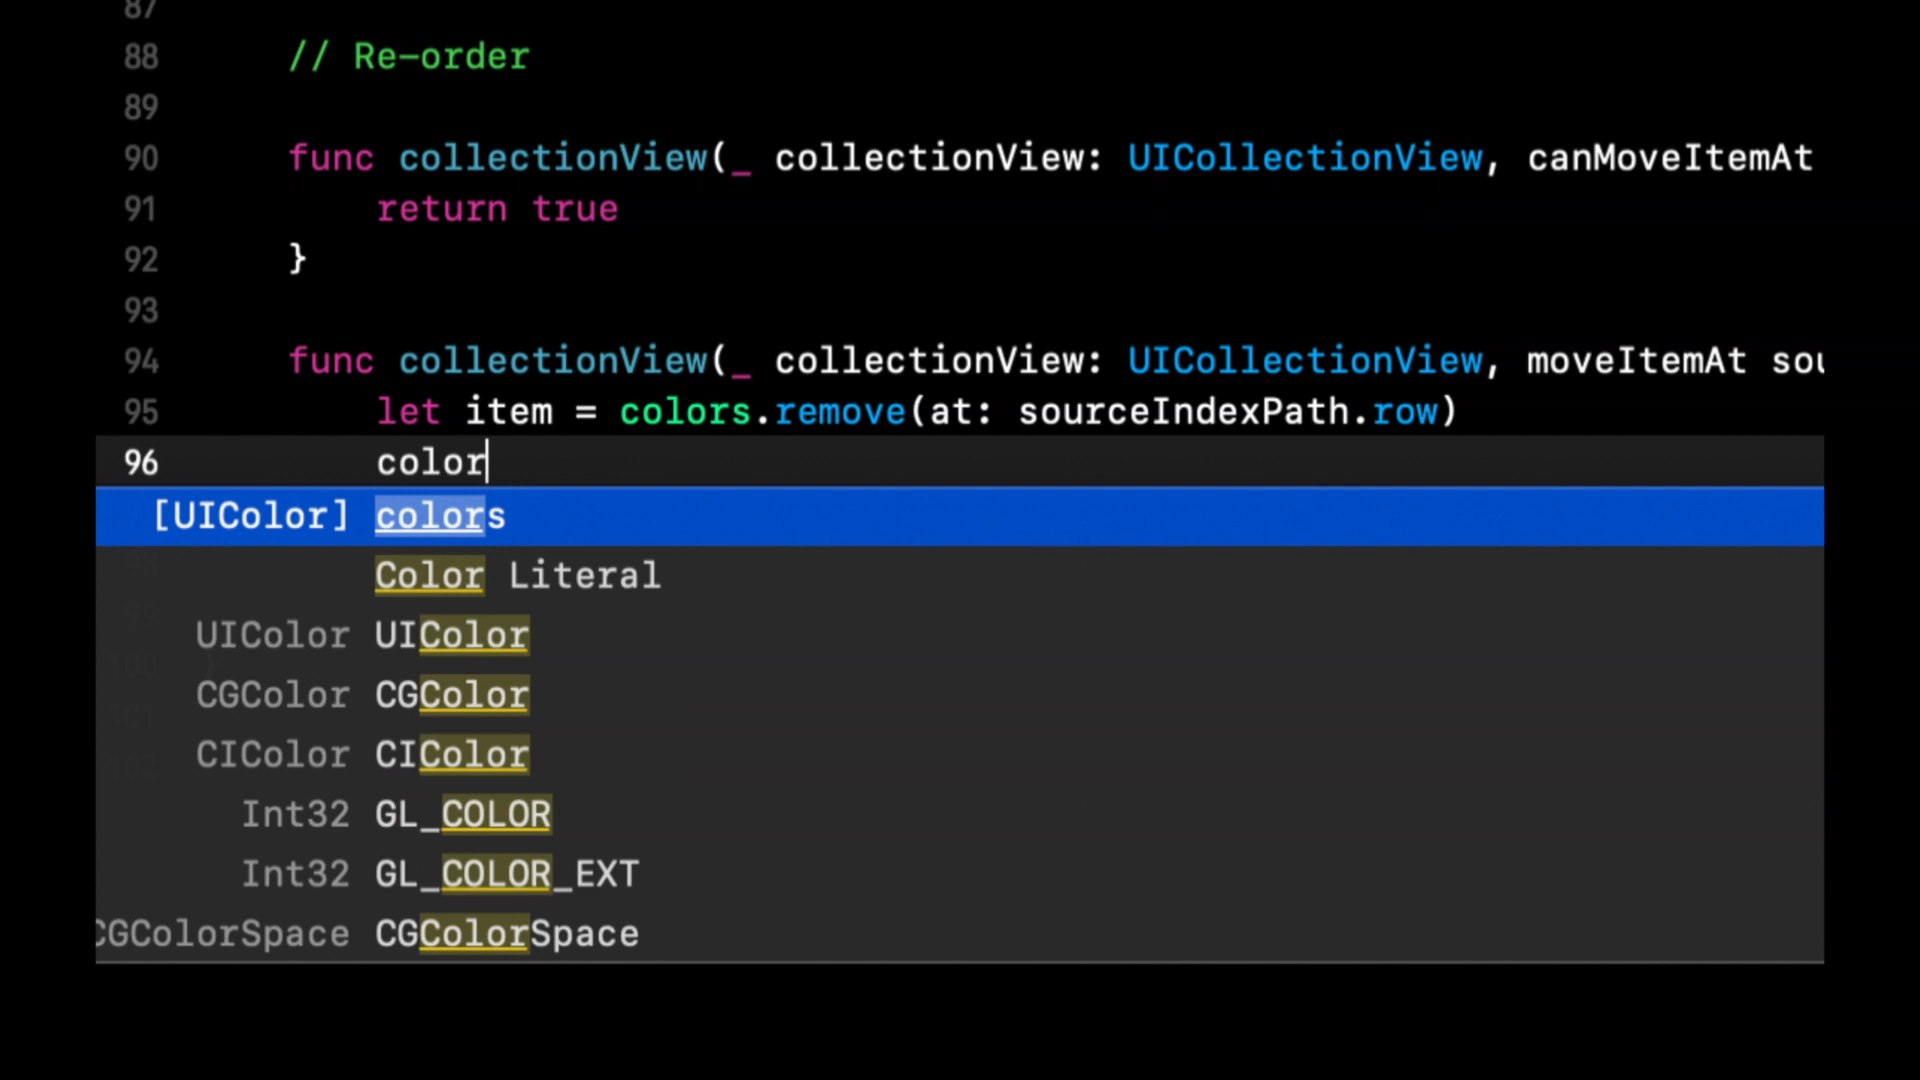 87
88 // Re-order
89
90 func collectionView(_ collectionView: UICollectionView, canMoveItemAt
91 return true
92 }
93
94 func collectionView(_ collectionView: UICollectionView, moveItemAt sou
95 let item = colors.remove(at: sourceIndexPath.row)
96 color
[UIColor] colors
Color Literal
UIColor UIColor
CGColor CGColor
CIColor CIColor
Int32 GL_COLOR
Int32 GL_COLOR_EXT
CGColorSpace CGColorSpace